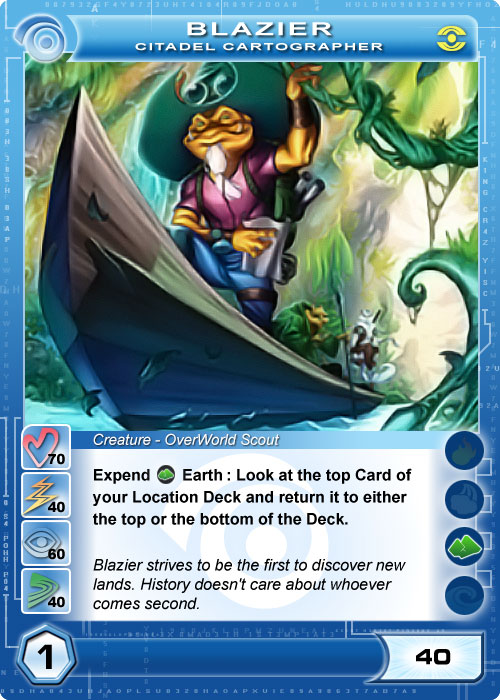 BLAZIER
CITADEL CARTOGRAPHER
Creature - OverWorld Scout
70
40
60
40
Expend Earth : Look at the top Card of
your Location Deck and return it to either
the top or the bottom of the Deck.
Blazier strives to be the first to discover new
lands. History doesn't care about whoever
comes second.
1
40